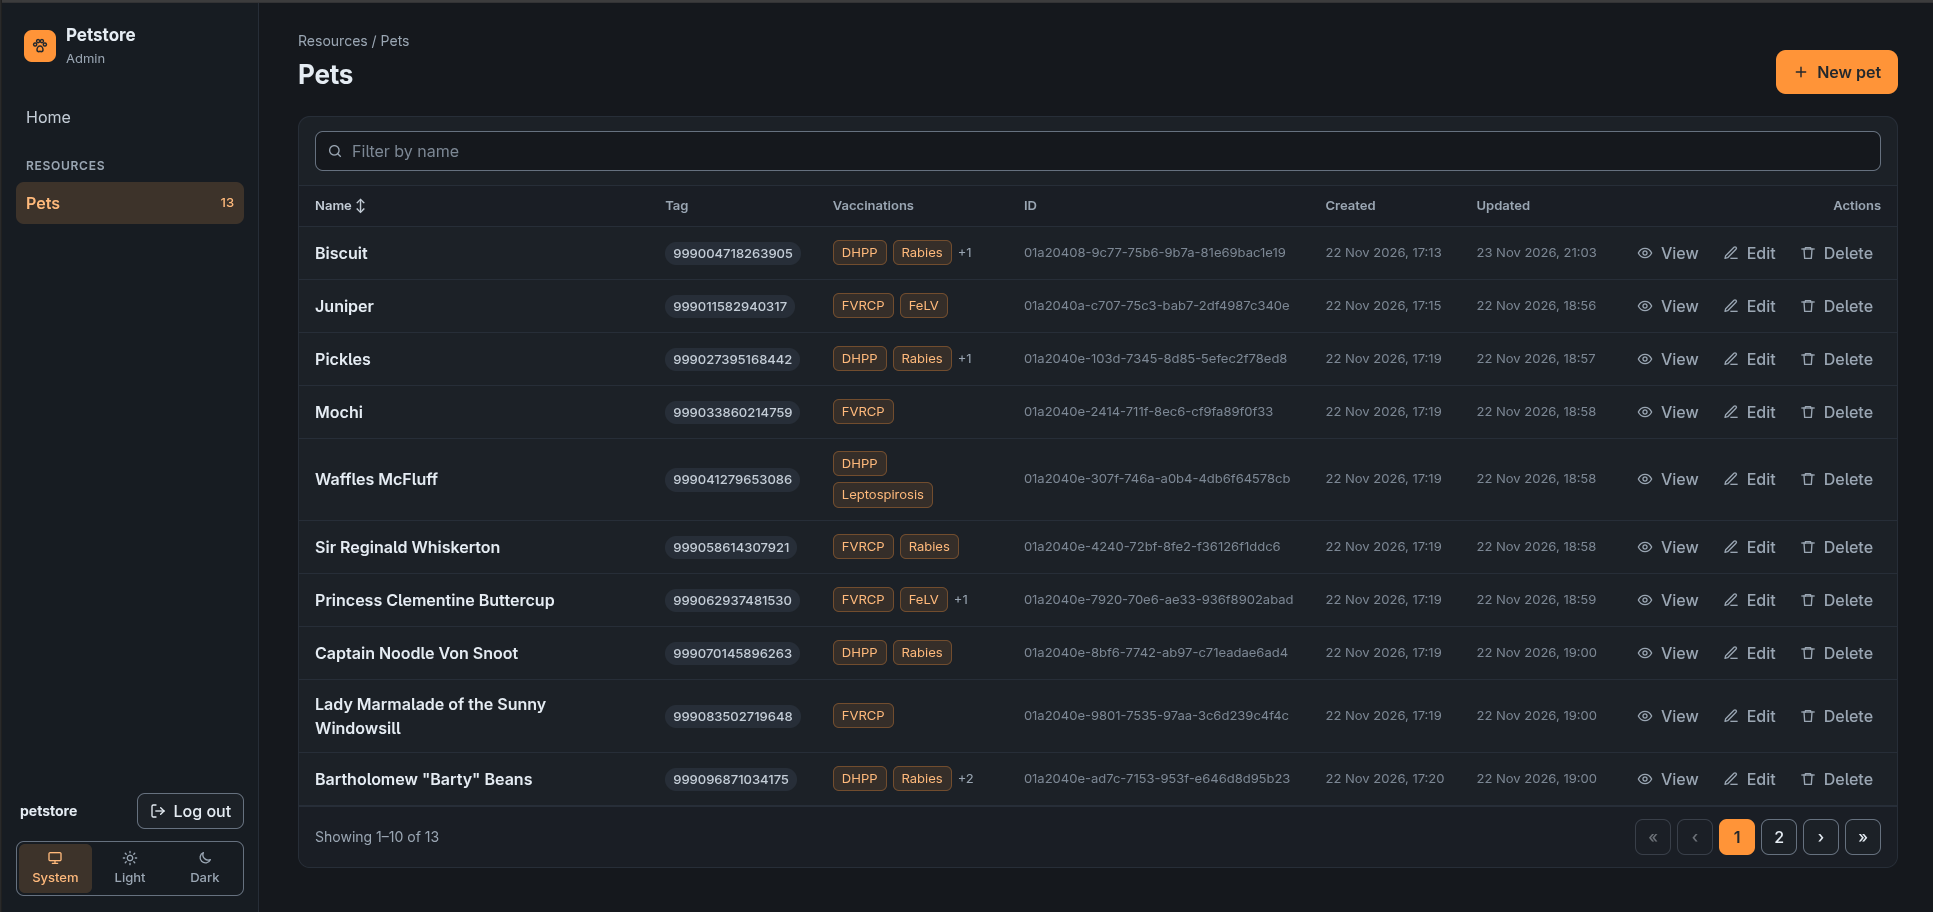 Petstore
Admin
Home
RESOURCES
Pets 13
petstore
Log out
System Light Dark
Resources / Pets
Pets
+ New pet
Filter by name
Name Tag Vaccinations ID Created Updated Actions
Biscuit 999004718263905 DHPP Rabies +1 01a20408-9c77-75b6-9b7a-81e69bac1e19 22 Nov 2026, 17:13 23 Nov 2026, 21:03 View Edit Delete
Juniper 999011582940317 FVRCP FeLV 01a2040a-c707-75c3-bab7-2df4987c340e 22 Nov 2026, 17:15 22 Nov 2026, 18:56 View Edit Delete
Pickles 999027395168442 DHPP Rabies +1 01a2040e-103d-7345-8d85-5efec2f78ed8 22 Nov 2026, 17:19 22 Nov 2026, 18:57 View Edit Delete
Mochi 999033860214759 FVRCP 01a2040e-2414-711f-8ec6-cf9fa89f0f33 22 Nov 2026, 17:19 22 Nov 2026, 18:58 View Edit Delete
Waffles McFluff 999041279653086 DHPP Leptospirosis 01a2040e-307f-746a-a0b4-4db6f64578cb 22 Nov 2026, 17:19 22 Nov 2026, 18:58 View Edit Delete
Sir Reginald Whiskerton 999058614307921 FVRCP Rabies 01a2040e-4240-72bf-8fe2-f36126f1ddc6 22 Nov 2026, 17:19 22 Nov 2026, 18:58 View Edit Delete
Princess Clementine Buttercup 999062937481530 FVRCP FeLV +1 01a2040e-7920-70e6-ae33-936f8902abad 22 Nov 2026, 17:19 22 Nov 2026, 18:59 View Edit Delete
Captain Noodle Von Snoot 999070145896263 DHPP Rabies 01a2040e-8bf6-7742-ab97-c71eadae6ad4 22 Nov 2026, 17:19 22 Nov 2026, 19:00 View Edit Delete
Lady Marmalade of the Sunny
Windowsill 999083502719648 FVRCP 01a2040e-9801-7535-97aa-3c6d239c4f4c 22 Nov 2026, 17:19 22 Nov 2026, 19:00 View Edit Delete
Bartholomew "Barty" Beans 999096871034175 DHPP Rabies +2 01a2040e-ad7c-7153-953f-e646d8d95b23 22 Nov 2026, 17:20 22 Nov 2026, 19:00 View Edit Delete
Showing 1–10 of 13 « ‹ 1 2 › »